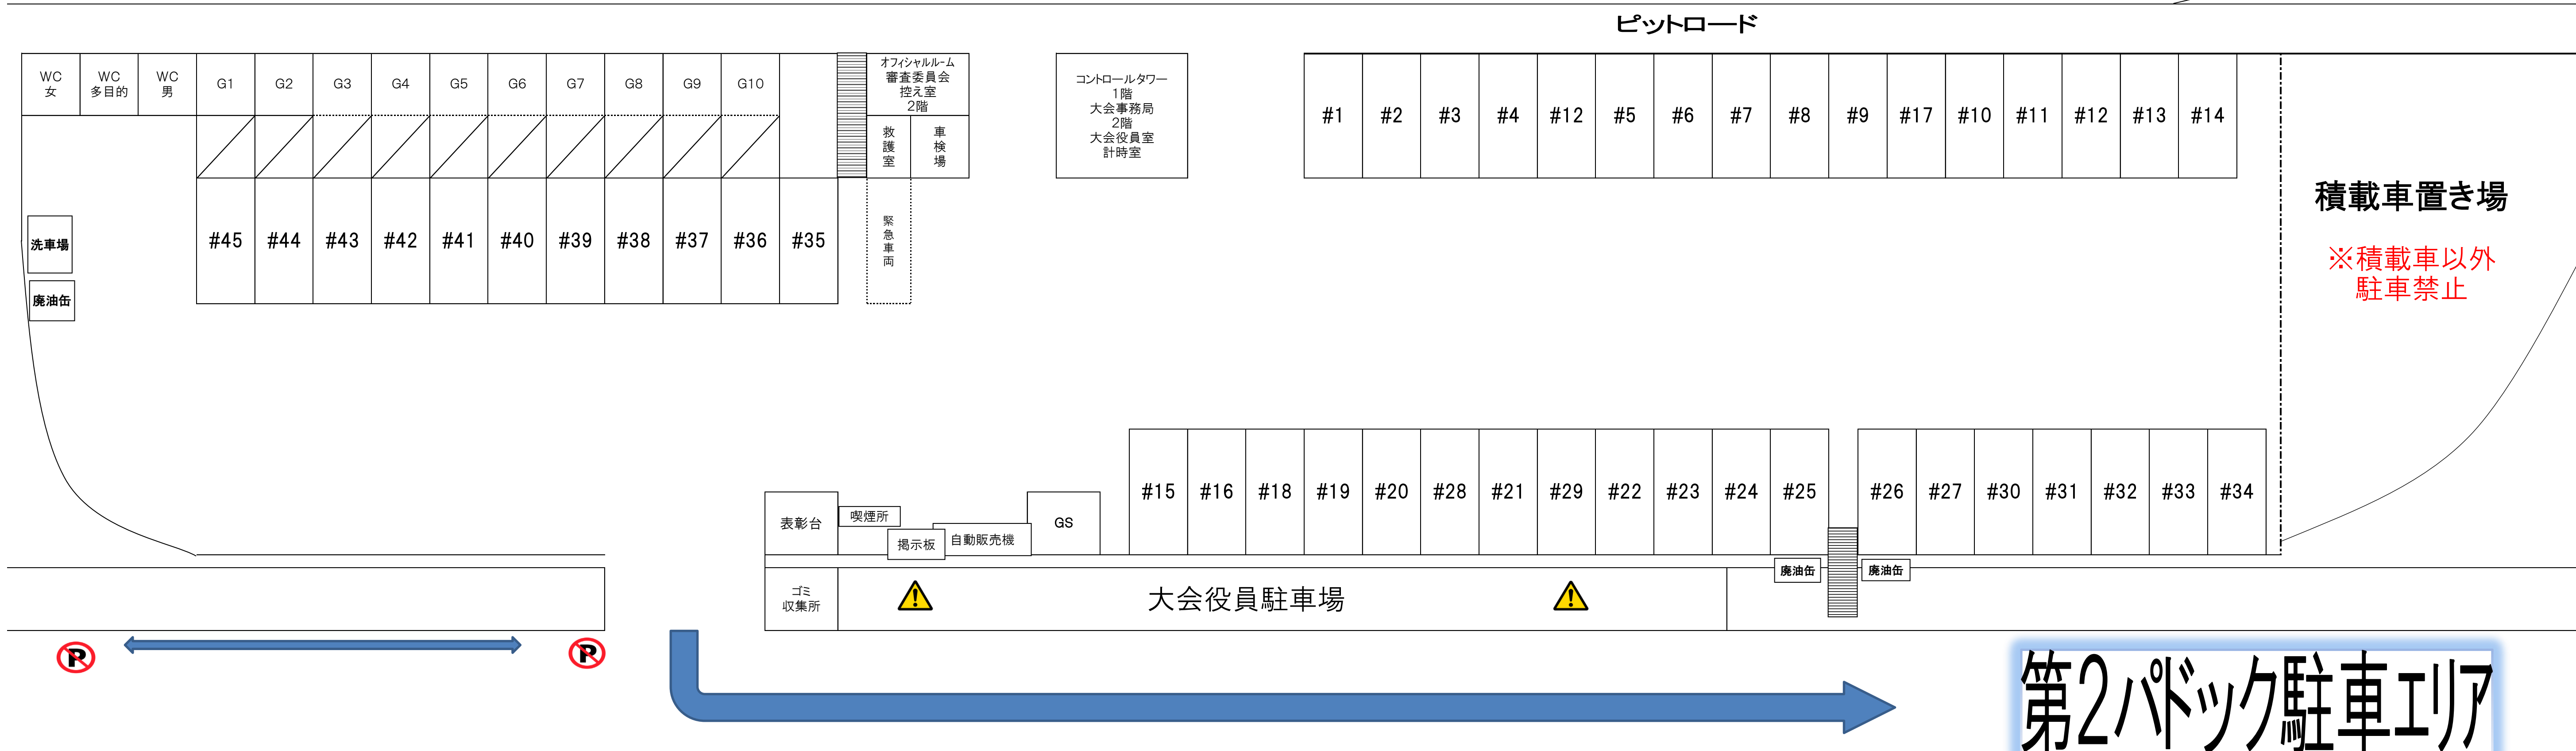 ピットロード
WC
女
WC
多目的
WC
男
G1
G2
G3
G4
G5
G6
G7
G8
G9
G10
オフィシャルルーム
審査委員会
控え室
2階
救護室
車検場
コントロールタワー
1階
大会事務局
2階
大会役員室
計時室
#1
#2
#3
#4
#12
#5
#6
#7
#8
#9
#17
#10
#11
#12
#13
#14
積載車置き場
※積載車以外
駐車禁止
洗車場
廃油缶
#45
#44
#43
#42
#41
#40
#39
#38
#37
#36
#35
緊急車両
#15
#16
#18
#19
#20
#28
#21
#29
#22
#23
#24
#25
#26
#27
#30
#31
#32
#33
#34
表彰台
喫煙所
掲示板
自動販売機
GS
ゴミ
収集所
大会役員駐車場
廃油缶
廃油缶
P
P
第2パドック駐車エリア